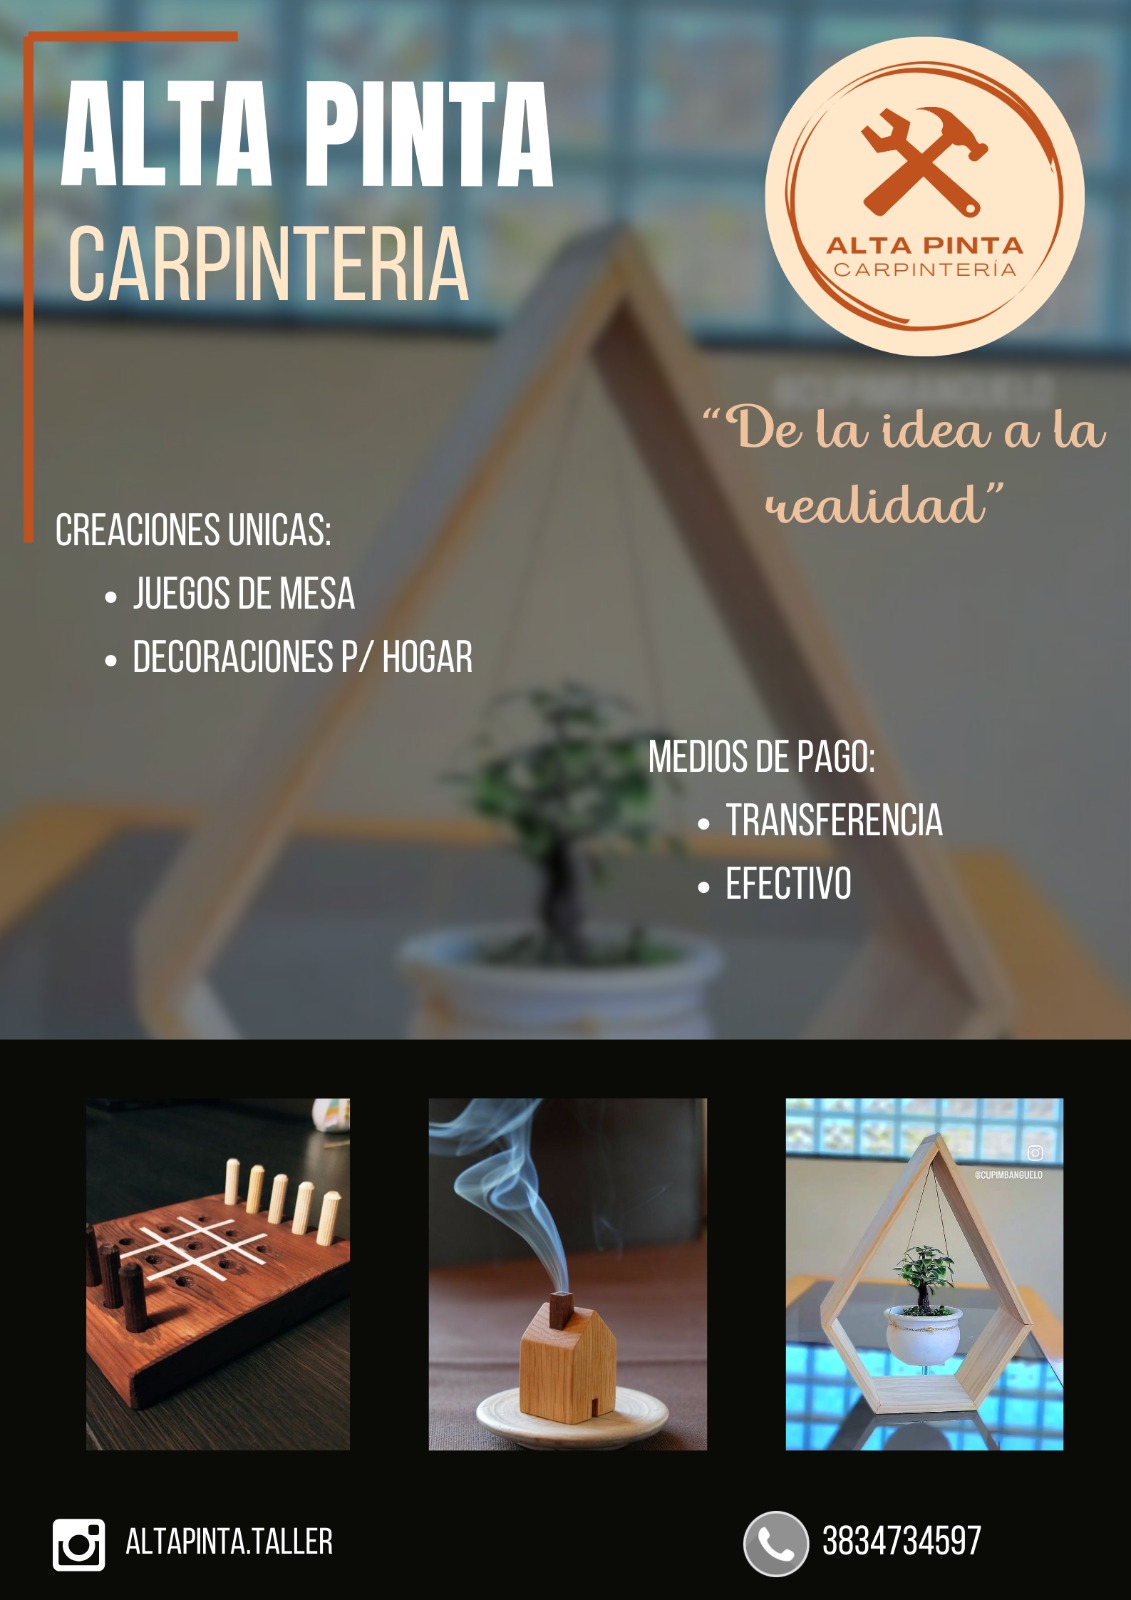 ALTA PINTA
CARPINTERIA
ALTA PINTA
CARPINTERÍA
@CUPIMBANGUELO
“De la idea a la
realidad”
CREACIONES UNICAS:
• JUEGOS DE MESA
• DECORACIONES P/ HOGAR
MEDIOS DE PAGO:
• TRANSFERENCIA
• EFECTIVO
@CUPIMBANGUELO
ALTAPINTA.TALLER
3834734597